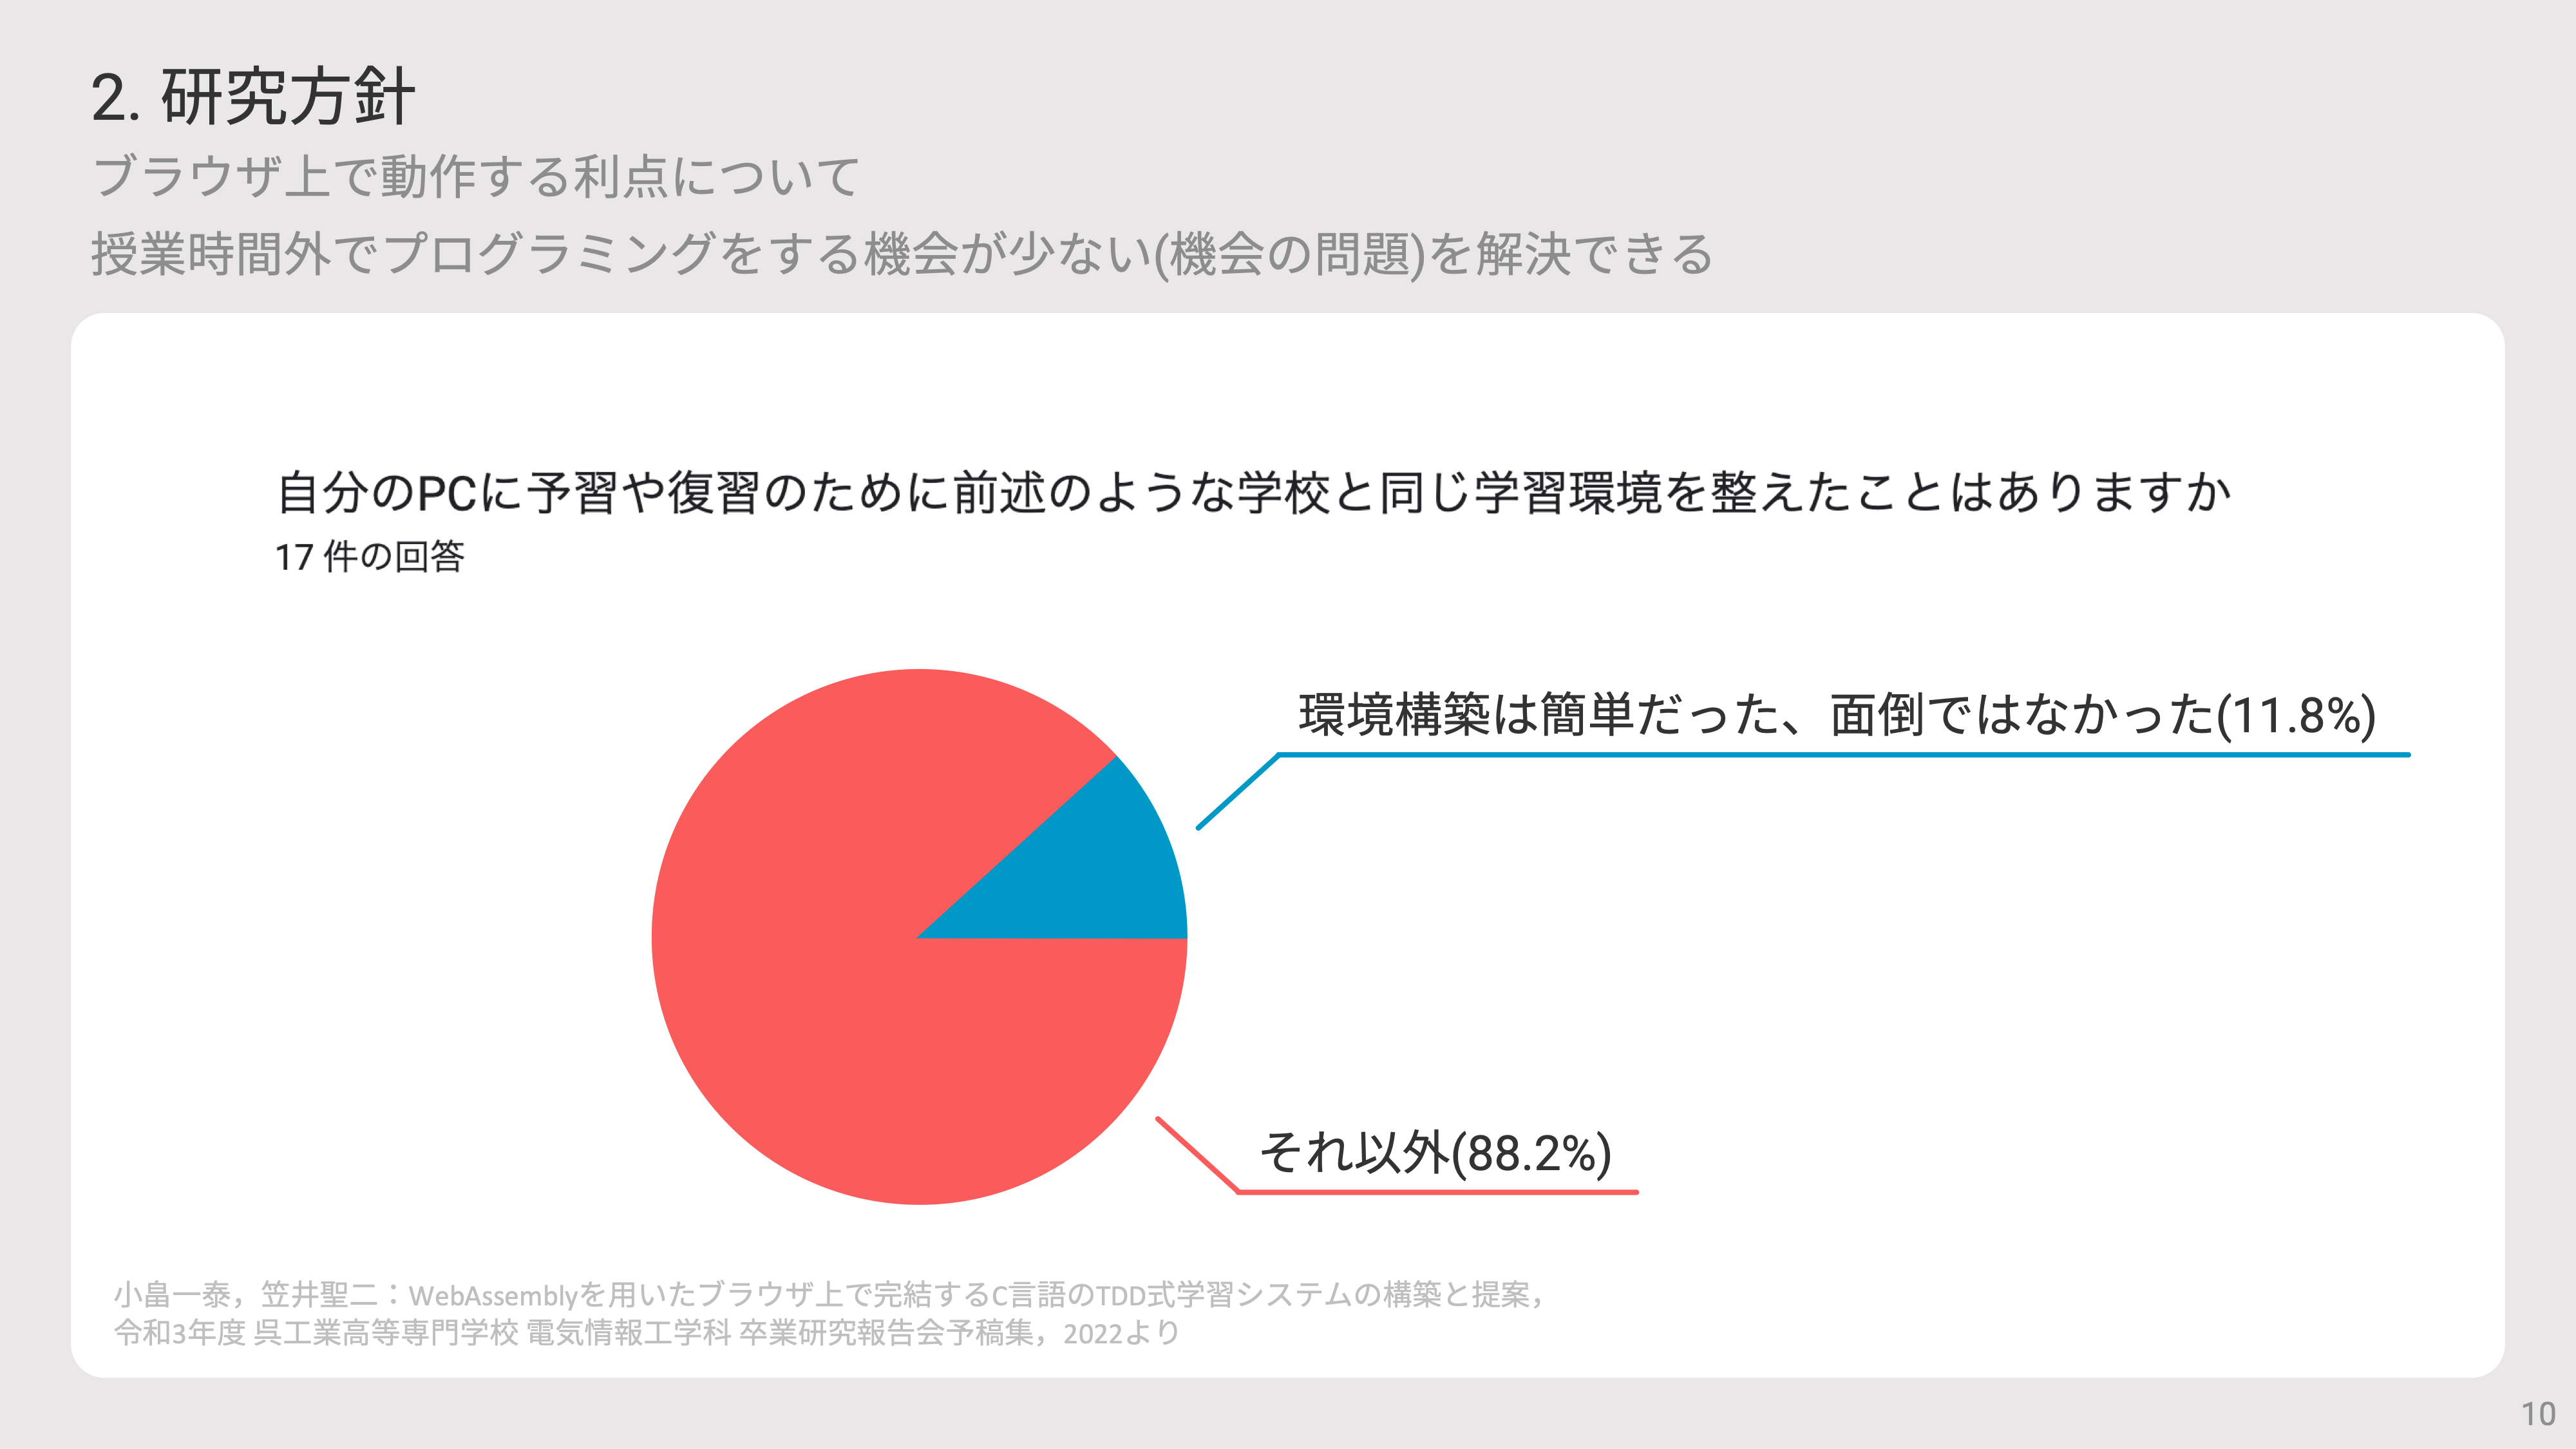 2. 研究方針
ブラウザ上で動作する利点について
授業時間外でプログラミングをする機会が少ない(機会の問題)を解決できる
自分のPCに予習や復習のために前述のような学校と同じ学習環境を整えたことはありますか
17 件の回答
環境構築は簡単だった、面倒ではなかった(11.8%)
それ以外(88.2%)
小畠一泰，笠井聖二：WebAssemblyを用いたブラウザ上で完結するC言語のTDD式学習システムの構築と提案，
令和3年度 呉工業高等専門学校 電気情報工学科 卒業研究報告会予稿集，2022より
10